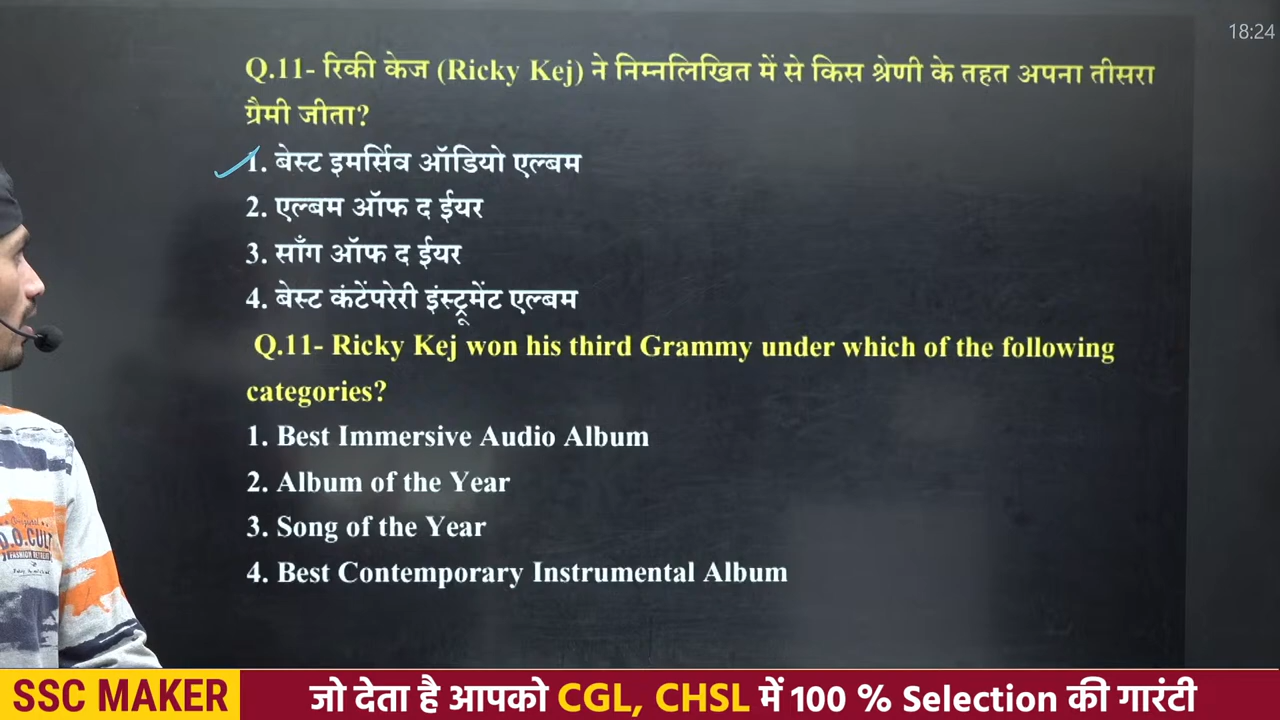 18:24
Q.11- रिकी केज (Ricky Kej) ने निम्नलिखित में से किस श्रेणी के तहत अपना तीसरा
ग्रैमी जीता?
1. बेस्ट इमर्सिव ऑडियो एल्बम
2. एल्बम ऑफ द ईयर
3. साँग ऑफ द ईयर
4. बेस्ट कंटेंपरेरी इंस्ट्रूमेंट एल्बम
Q.11- Ricky Kej won his third Grammy under which of the following
categories?
1. Best Immersive Audio Album
2. Album of the Year
3. Song of the Year
4. Best Contemporary Instrumental Album
D.O.CULT
FASHION
SSC MAKER जो देता है आपको CGL, CHSL में 100 % Selection की गारंटी